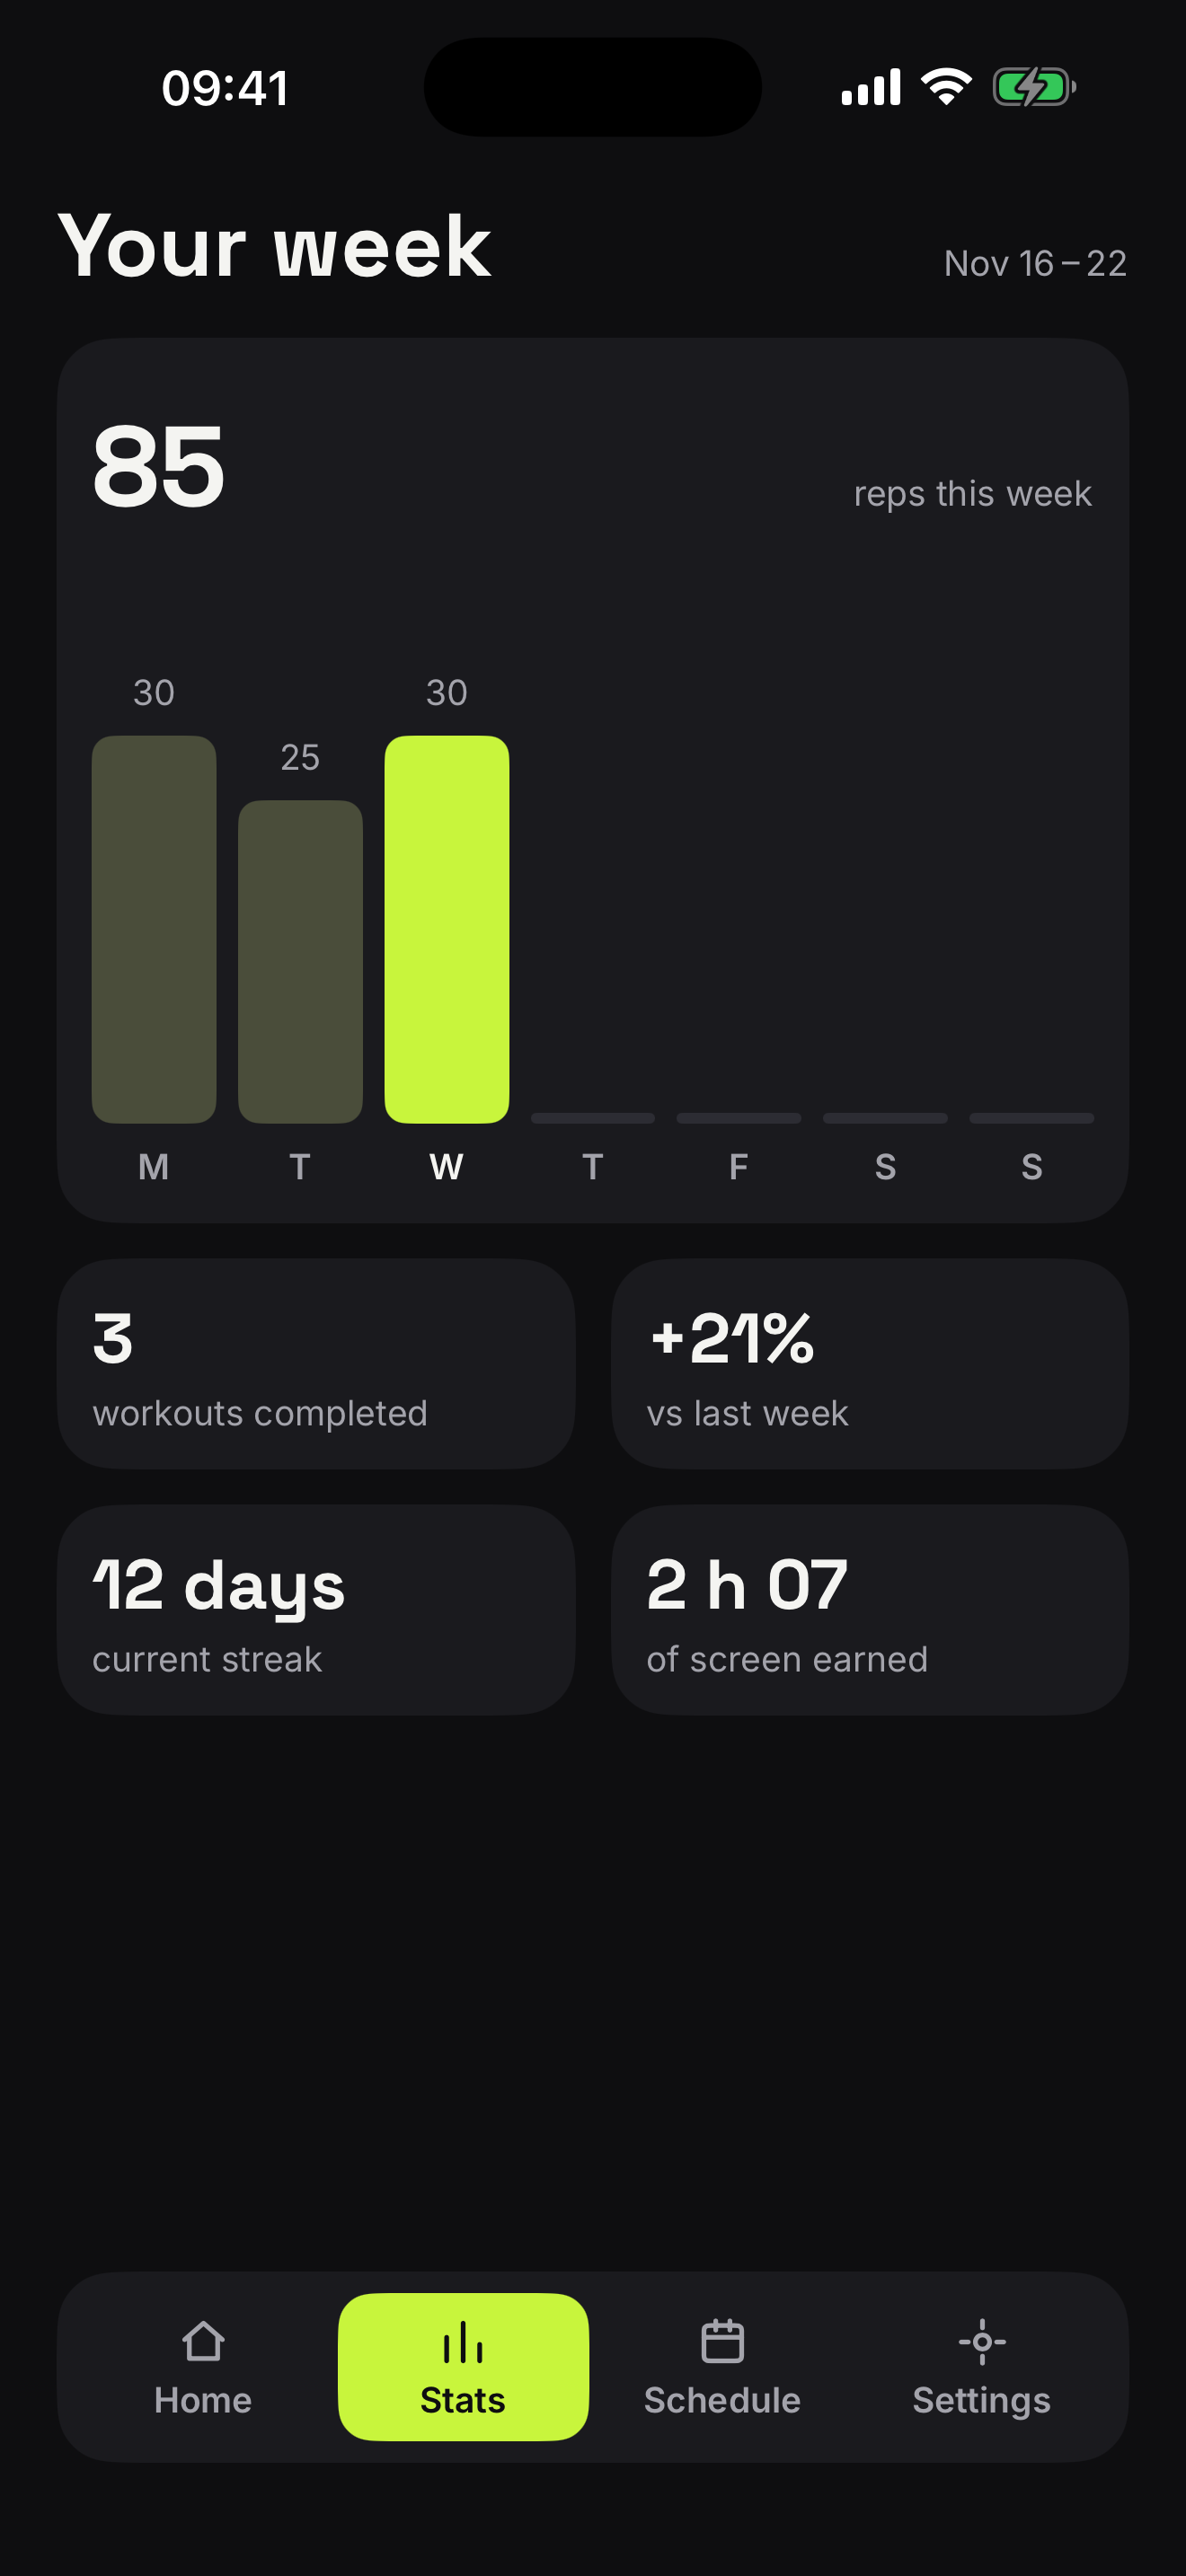 09:41
Your week
Nov 16 – 22
85
reps this week
30
25
30
M T W T F S S
3
workouts completed
+21%
vs last week
12 days
current streak
2 h 07
of screen earned
Home Stats Schedule Settings